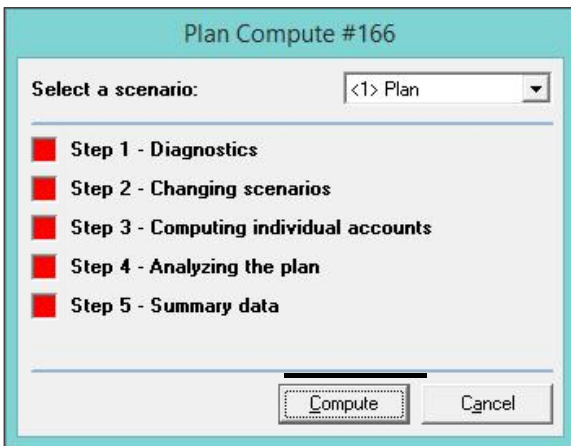 Plan Compute #166
Select a scenario: <1> Plan
Step 1 - Diagnostics
Step 2 - Changing scenarios
Step 3 - Computing individual accounts
Step 4 - Analyzing the plan
Step 5 - Summary data
Compute Cancel